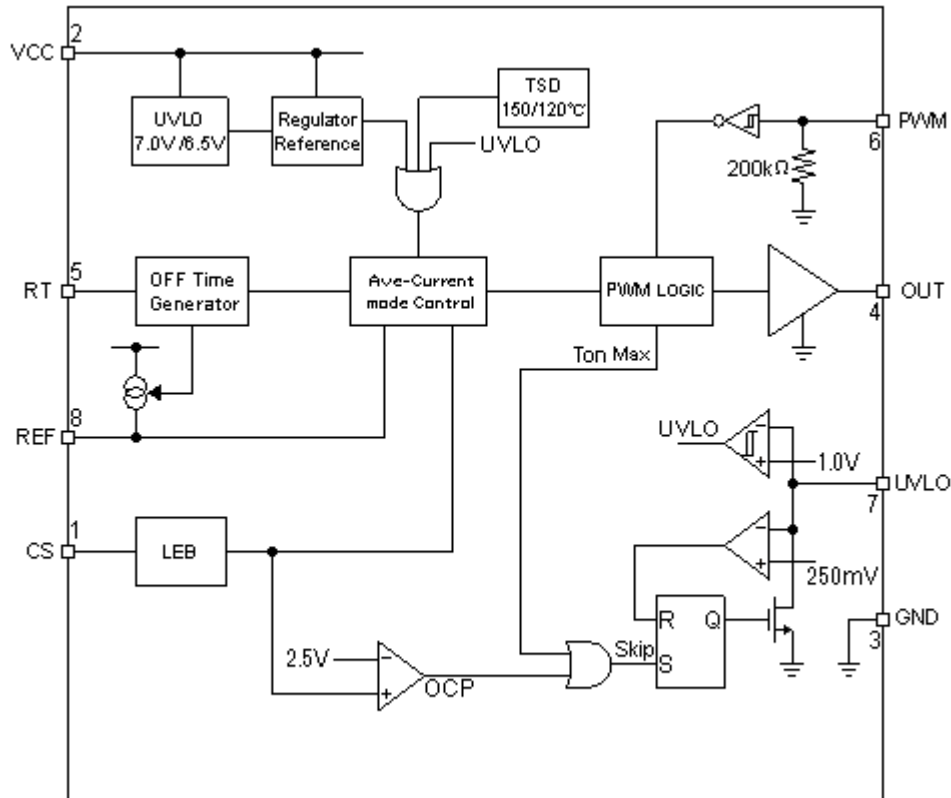 2
VCC
UVLO
7.0V/6.5V
Regulator
Reference
TSD
150/120℃
UVLO
PWM
6
200kΩ
5
RT
OFF Time
Generator
Ave-Current
mode Control
PWM LOGIC
OUT
4
Ton Max
8
REF
UVLO
1.0V
UVLO
7
1
CS
LEB
250mV
GND
3
R
Q
Skip
S
2.5V
OCP